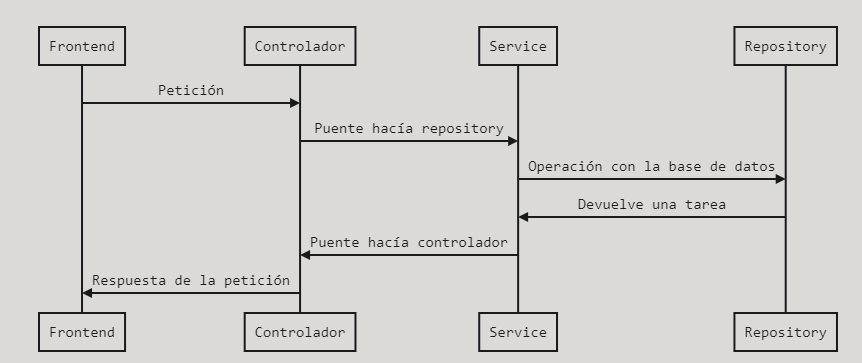 Frontend
Controlador
Service
Repository
Petición
Puente hacía repository
Operación con la base de datos
Devuelve una tarea
Puente hacía controlador
Respuesta de la petición
Frontend
Controlador
Service
Repository